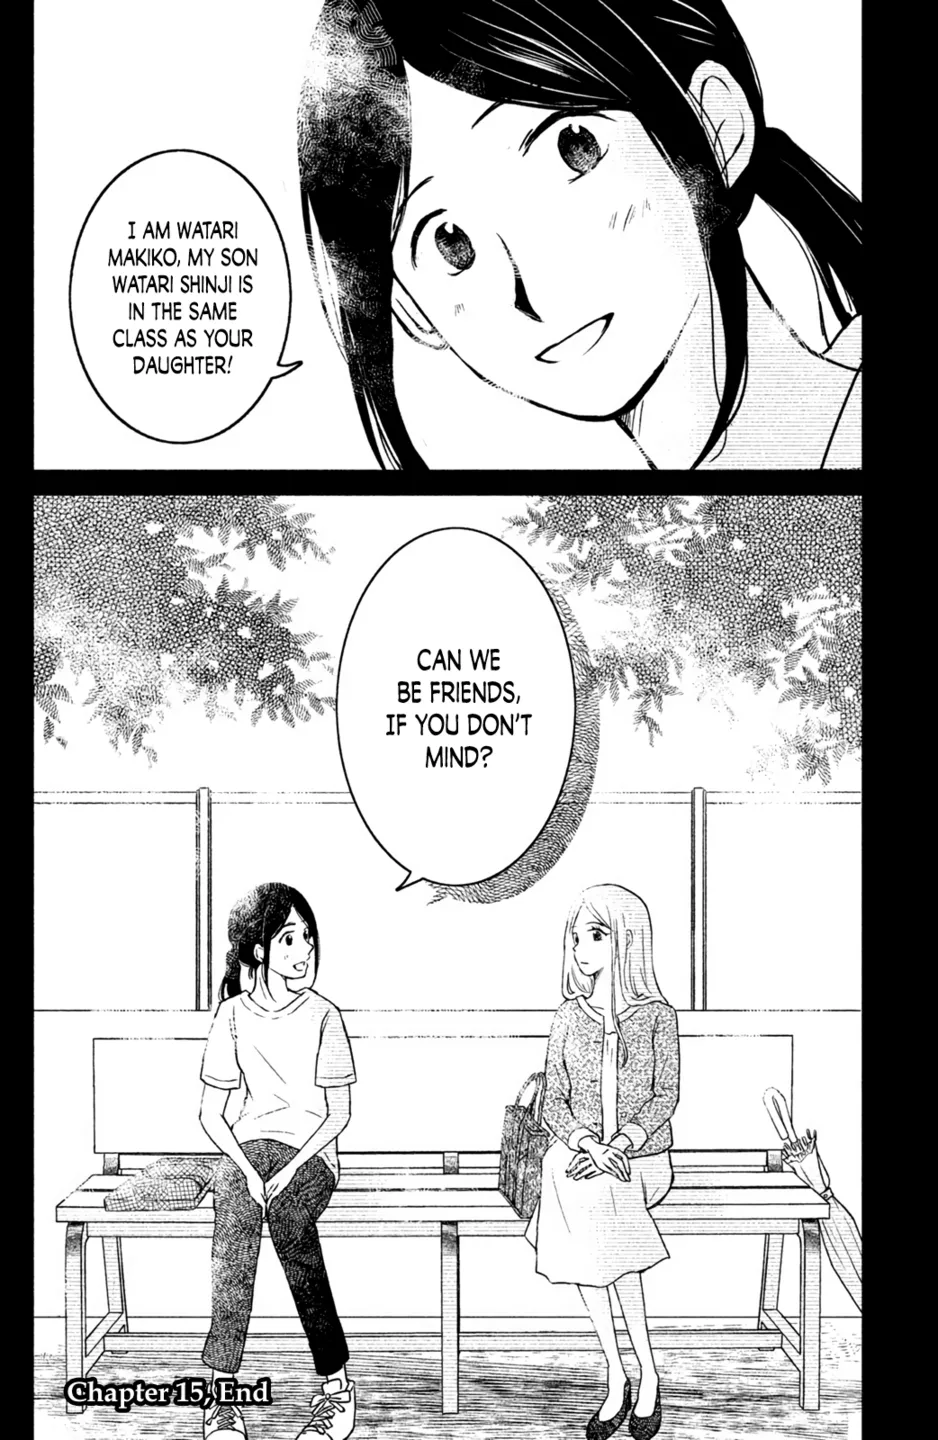 I AM WATARI
MAKIKO, MY SON
WATARI SHINJI IS
IN THE SAME
CLASS AS YOUR
DAUGHTER!
CAN WE
BE FRIENDS,
IF YOU DON'T
MIND?
Chapter 15, End